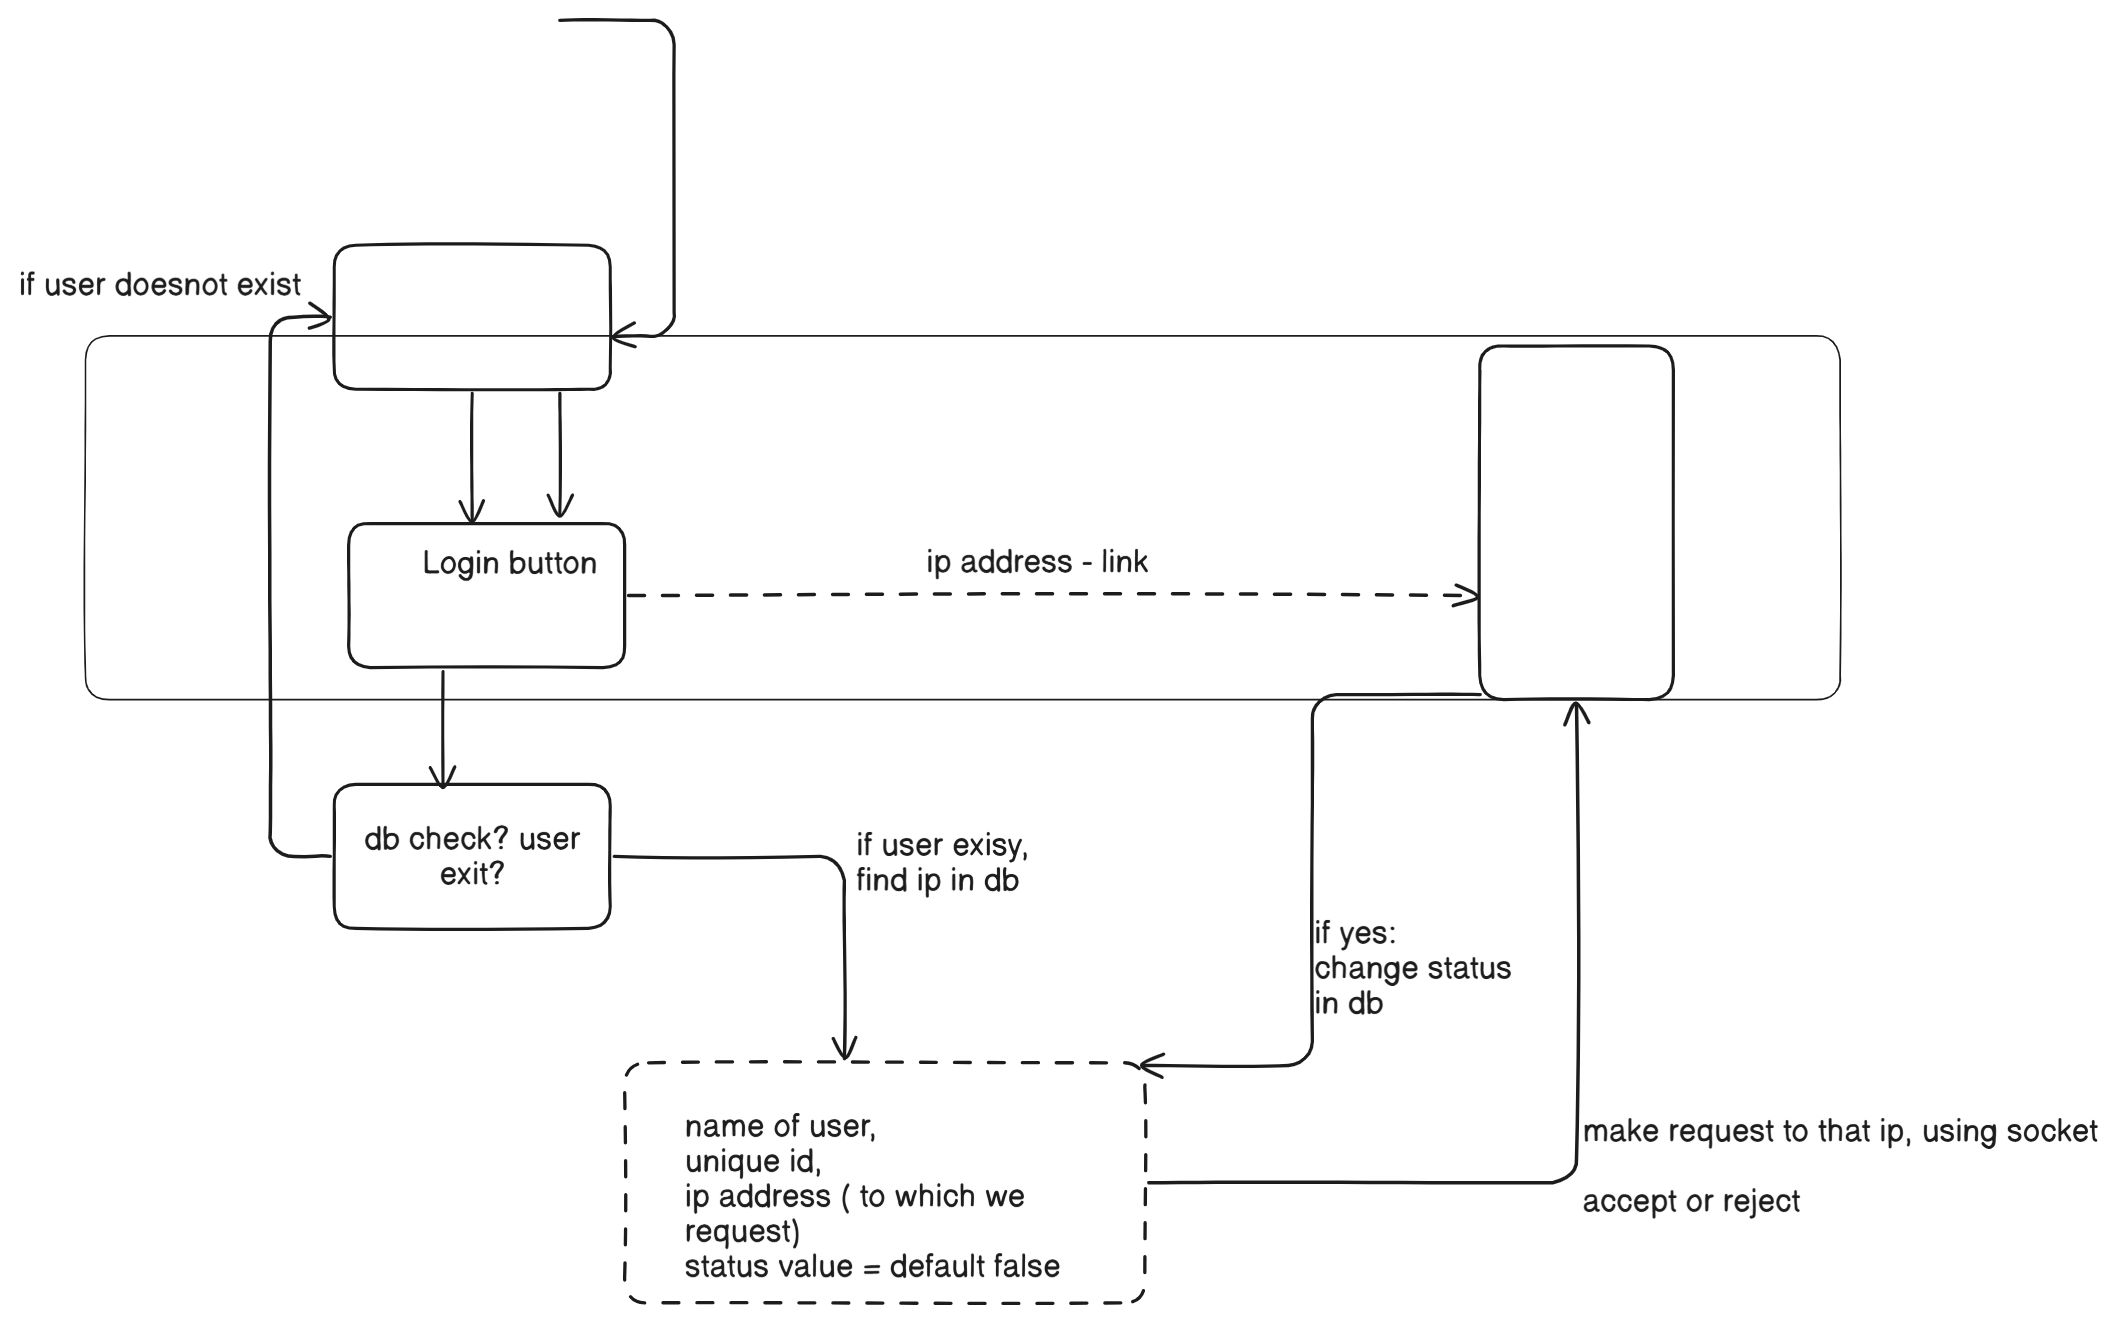 if user doesnot exist
Login button
ip address - link
db check? user
exit?
if user exisy,
find ip in db
if yes:
change status
in db
name of user,
unique id,
ip address ( to which we
request)
status value = default false
make request to that ip, using socket
accept or reject